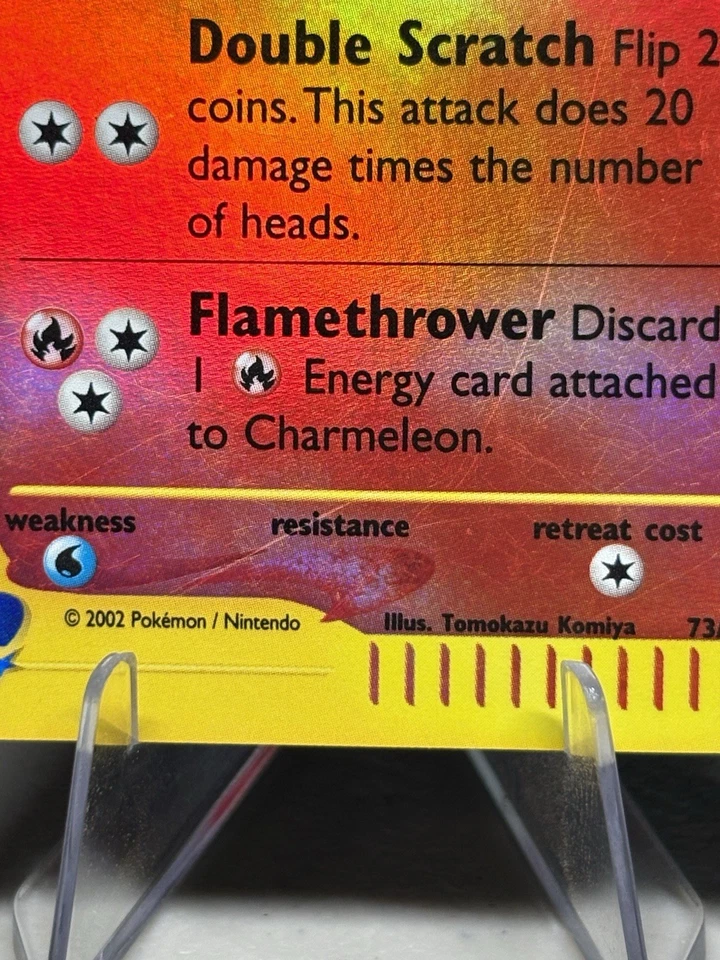 Double Scratch Flip 2
coins. This attack does 20
damage times the number
of heads.
Flamethrower Discard
1 Energy card attached
to Charmeleon.
weakness resistance retreat cost
© 2002 Pokémon / Nintendo Illus. Tomokazu Komiya 73/